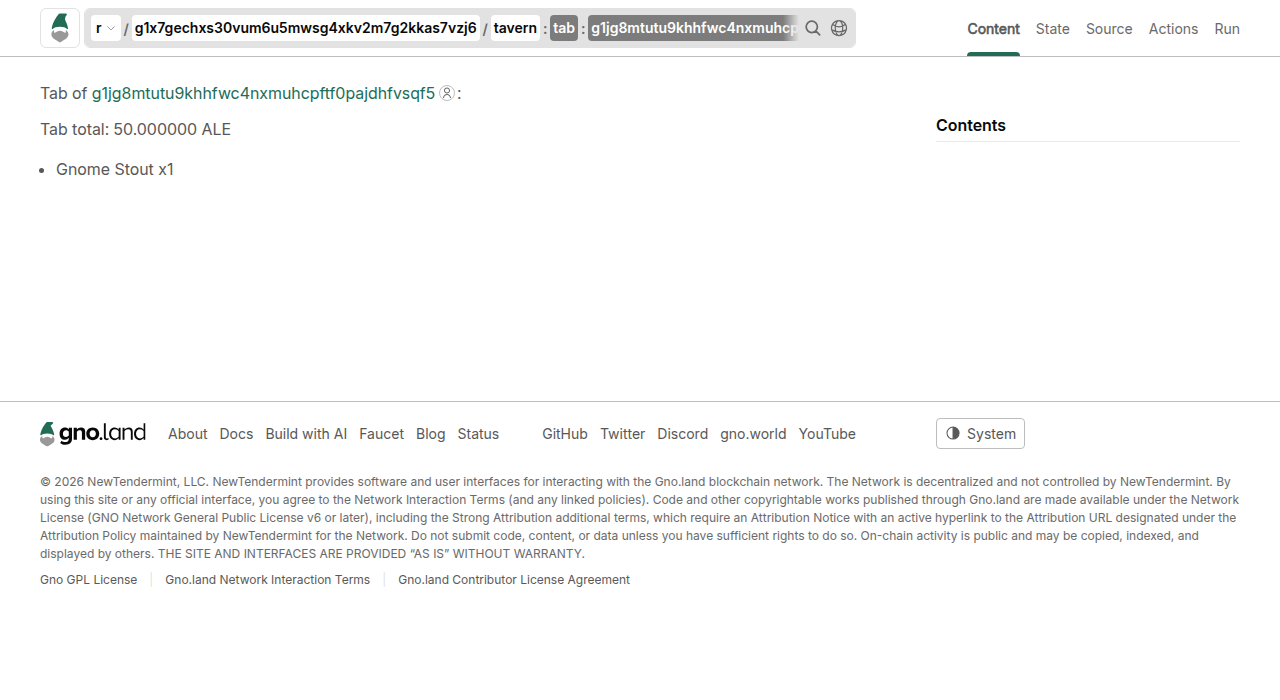 r / g1x7gechxs30vum6u5mwsg4xkv2m7g2kkas7vzj6 / tavern : tab : g1jg8mtutu9khhfwc4nxmuhcp
Content State Source Actions Run
Tab of g1jg8mtutu9khhfwc4nxmuhcpftf0pajdhfvsqf5 :
Tab total: 50.000000 ALE
• Gnome Stout x1
Contents
gno.land About Docs Build with AI Faucet Blog Status GitHub Twitter Discord gno.world YouTube System
© 2026 NewTendermint, LLC. NewTendermint provides software and user interfaces for interacting with the Gno.land blockchain network. The Network is decentralized and not controlled by NewTendermint. By
using this site or any official interface, you agree to the Network Interaction Terms (and any linked policies). Code and other copyrightable works published through Gno.land are made available under the Network
License (GNO Network General Public License v6 or later), including the Strong Attribution additional terms, which require an Attribution Notice with an active hyperlink to the Attribution URL designated under the
Attribution Policy maintained by NewTendermint for the Network. Do not submit code, content, or data unless you have sufficient rights to do so. On-chain activity is public and may be copied, indexed, and
displayed by others. THE SITE AND INTERFACES ARE PROVIDED “AS IS” WITHOUT WARRANTY.
Gno GPL License Gno.land Network Interaction Terms Gno.land Contributor License Agreement